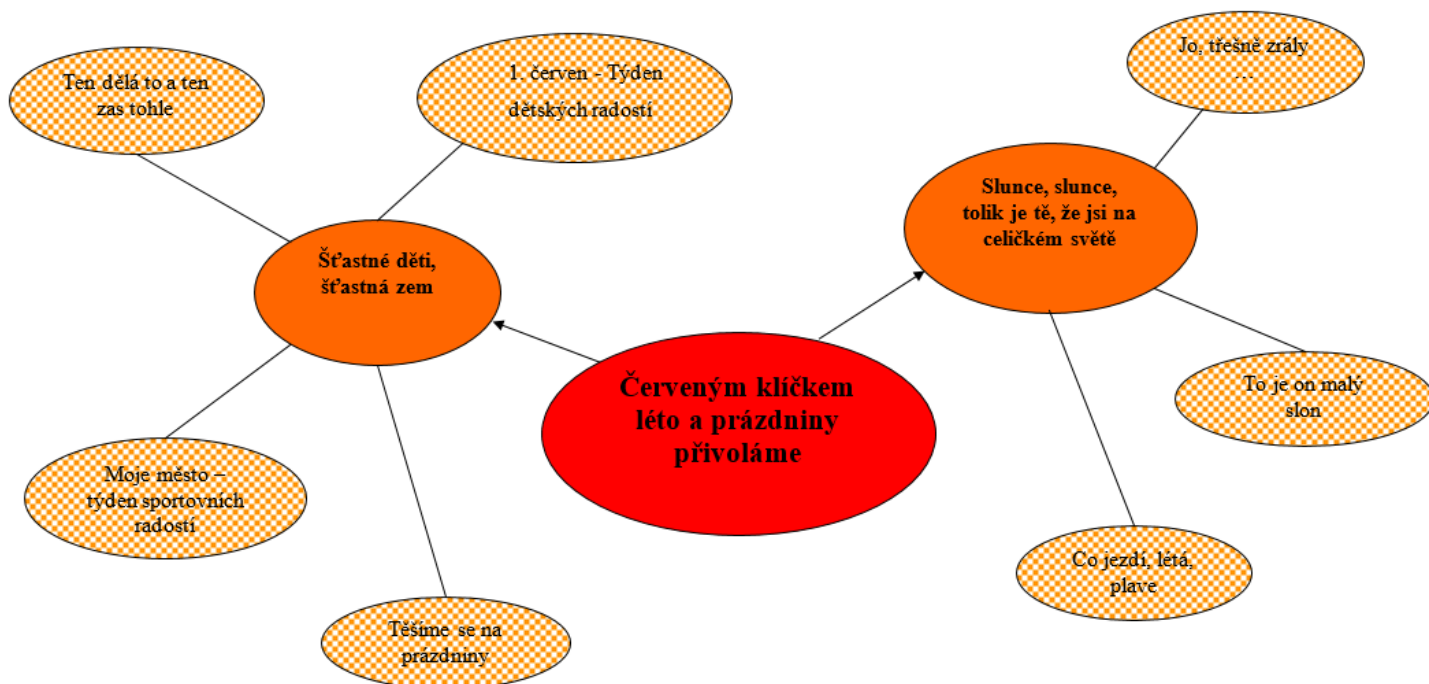 Ten dělá to a ten
zas tohle
1. červen - Týden
dětských radostí
Jo, třešně zrály
…
Šťastné děti,
šťastná zem
Slunce, slunce,
tolik je tě, že jsi na
celičkém světě
Červeným klíčkem
léto a prázdniny
přivoláme
Moje město –
týden sportovních
radostí
Těšíme se na
prázdniny
To je on malý
slon
Co jezdí, létá,
plave